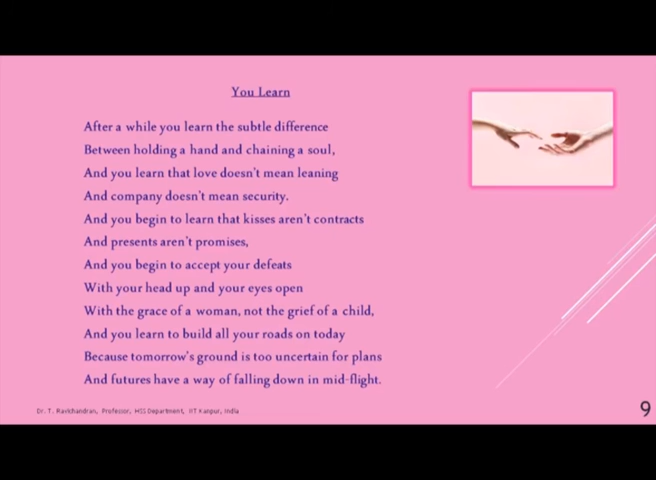 You Learn
After a while you learn the subtle difference
Between holding a hand and chaining a soul,
And you learn that love doesn't mean leaning
And company doesn't mean security.
And you begin to learn that kisses aren't contracts
And presents aren't promises,
And you begin to accept your defeats
With your head up and your eyes open
With the grace of a woman, not the grief of a child,
And you learn to build all your roads on today
Because tomorrow's ground is too uncertain for plans
And futures have a way of falling down in mid-flight.
Dr. T. Ravichandran, Professor, HSS Department, IIT Kanpur, India
9